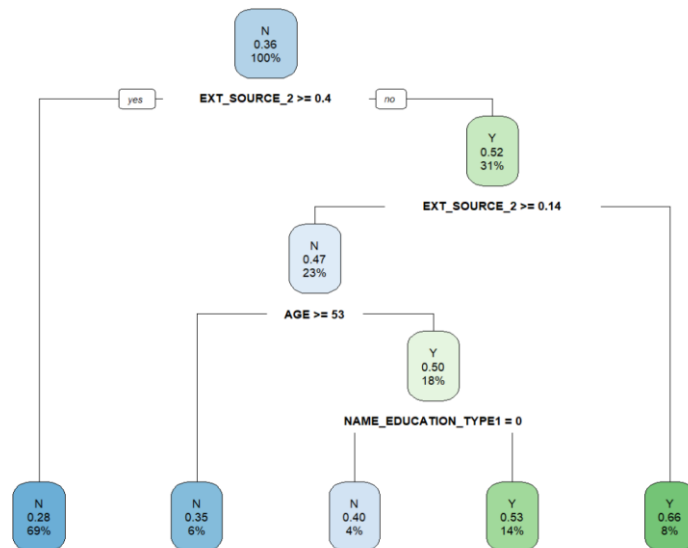 N
0.36
100%
yes
EXT_SOURCE_2 >= 0.4
no
Y
0.52
31%
EXT_SOURCE_2 >= 0.14
N
0.47
23%
AGE >= 53
Y
0.50
18%
NAME_EDUCATION_TYPE1 = 0
N
0.28
69%
N
0.35
6%
N
0.40
4%
Y
0.53
14%
Y
0.66
8%